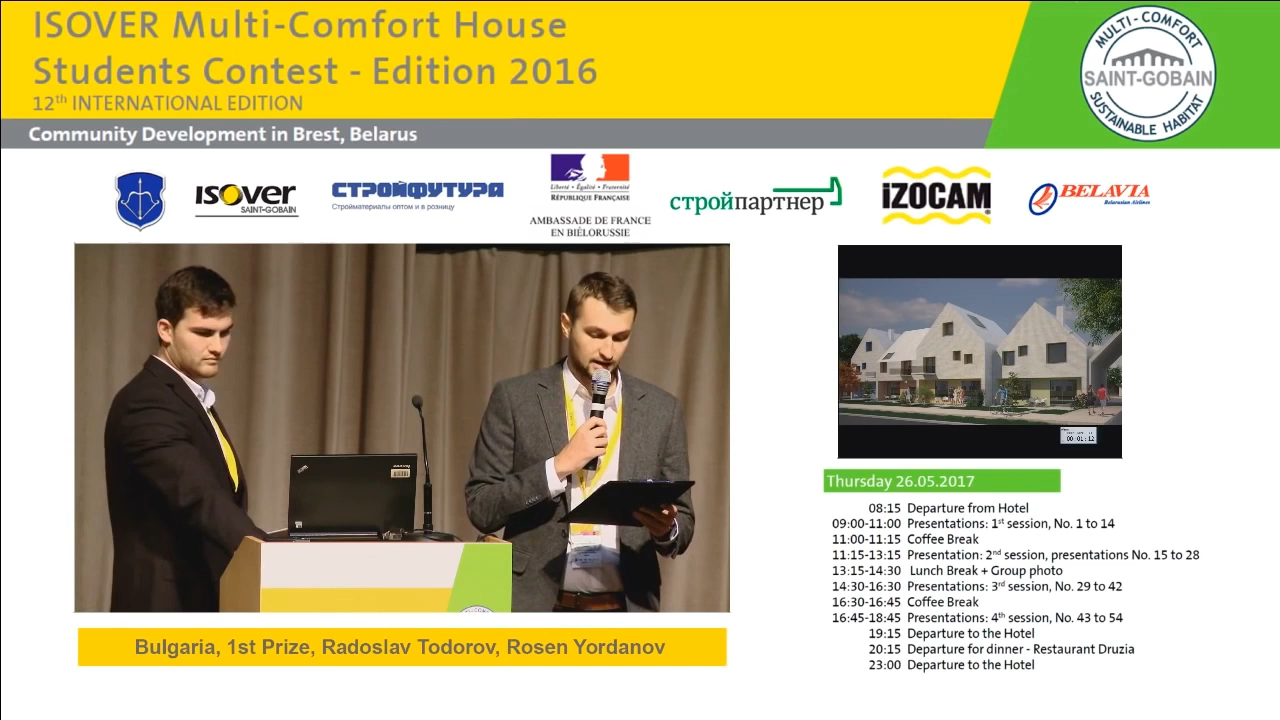 ISOVER Multi-Comfort House
Students Contest - Edition 2016
12th INTERNATIONAL EDITION
Community Development in Brest, Belarus
MULTI-COMFORT
SAINT-GOBAIN
SUSTAINABLE HABITAT
isover
SAINT-GOBAIN
СТРОЙФУТУРА
Стройматериалы оптом и в розницу
Liberté • Égalité • Fraternité
RÉPUBLIQUE FRANÇAISE
AMBASSADE DE FRANCE
EN BIÉLORUSSIE
стройпартнер
iZOCAM
BELAVIA
Belarusian Airlines
00:01:12
Bulgaria, 1st Prize, Radoslav Todorov, Rosen Yordanov
Thursday 26.05.2017
08:15 Departure from Hotel
09:00-11:00 Presentations: 1st session, No. 1 to 14
11:00-11:15 Coffee Break
11:15-13:15 Presentation: 2nd session, presentations No. 15 to 28
13:15-14:30 Lunch Break + Group photo
14:30-16:30 Presentations: 3rd session, No. 29 to 42
16:30-16:45 Coffee Break
16:45-18:45 Presentations: 4th session, No. 43 to 54
19:15 Departure to the Hotel
20:15 Departure for dinner - Restaurant Druzia
23:00 Departure to the Hotel